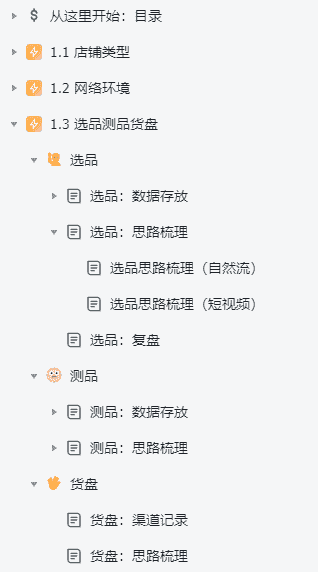 $ 从这里开始：目录
1.1 店铺类型
1.2 网络环境
1.3 选品测品货盘
选品
选品：数据存放
选品：思路梳理
选品思路梳理（自然流）
选品思路梳理（短视频）
选品：复盘
测品
测品：数据存放
测品：思路梳理
货盘
货盘：渠道记录
货盘：思路梳理